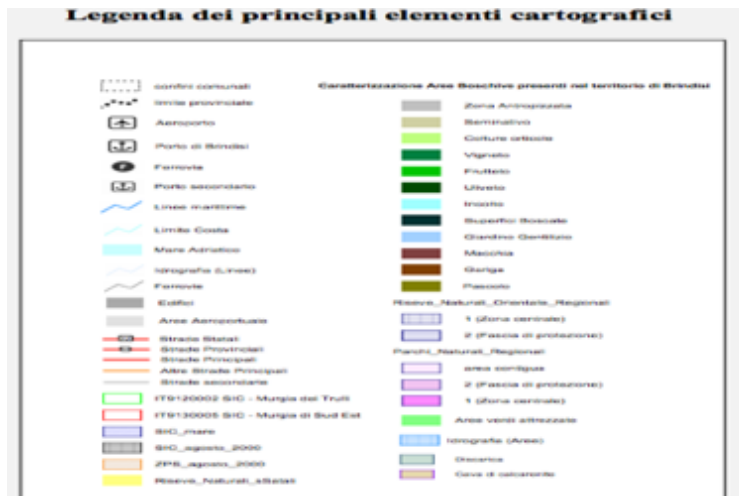 Legenda dei principali elementi cartografici
confini comunali
limite provinciale
Aeroporto
Porto di Brindisi
Ferrovie
Porto secondario
Linee marittime
Limite Costa
Mare Adriatico
Idrografia (Linee)
Ferrovie
Edifici
Aree Aeroportuale
Strade Statali
Strade Provinciali
Strade Principali
Altre Strade Principali
Strade secondarie
IT9120002 SIC - Murgia dei Trulli
IT9130005 SIC - Murgia di Sud Est
SIC_mare
SIC_agosto_2000
ZPS_agosto_2000
Riseve_Naturali_sStatali
Caratterizzazione Aree Boschive presenti nel territorio di Brindisi
Zona Antropizzata
Seminativo
Colture orticole
Vigneto
Frutteto
Uliveto
Incolto
Superfici Boscate
Giardino Gentilizio
Macchia
Gariga
Pascolo
Riseve_Naturali_Orientate_Regionali
1 (Zona centrale)
2 (Fascia di protezione)
Parchi_Naturali_Regionali
area contigua
2 (Fascia di protezione)
1 (Zona centrale)
Aree verdi attrezzate
Idrografia (Aree)
Discarica
Cava di calcarenite